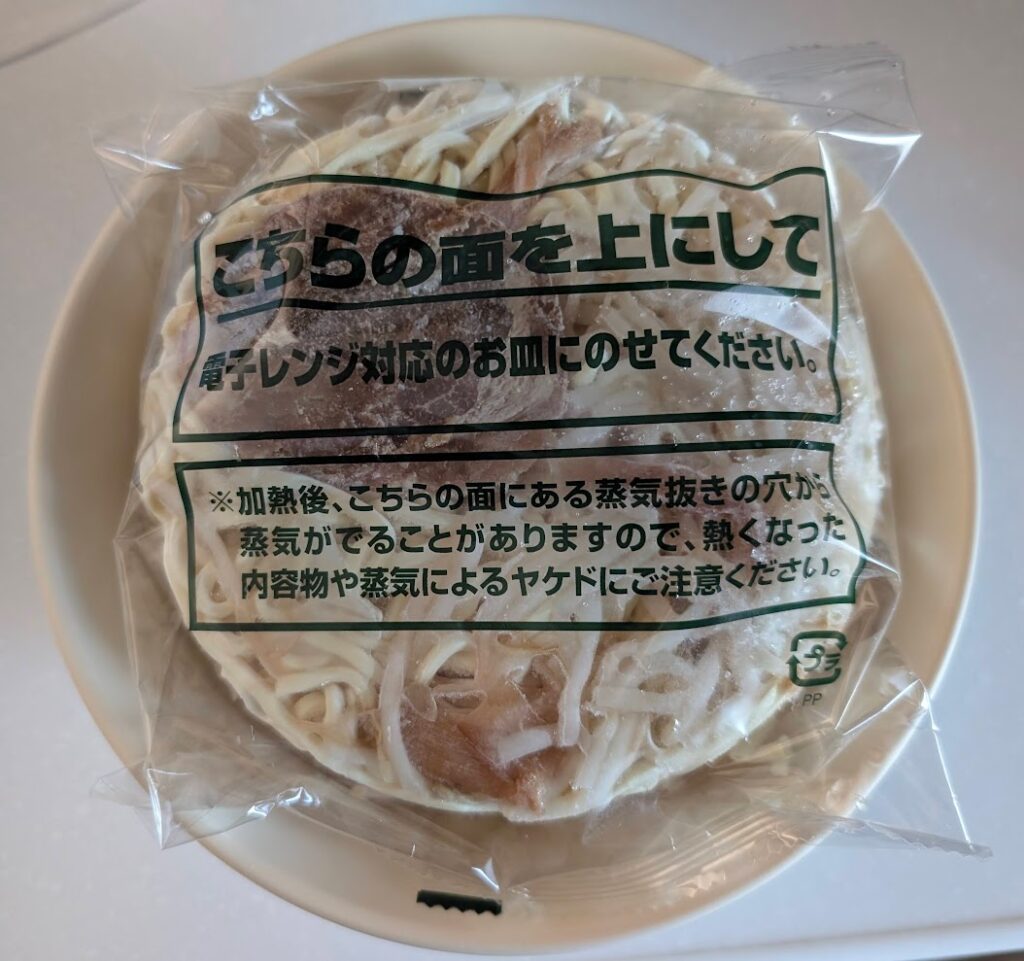 こちらの面を上にして
電子レンジ対応のお皿にのせてください。
※加熱後、こちらの面にある蒸気抜きの穴から
蒸気がでることがありますので、熱くなった
内容物や蒸気によるヤケドにご注意ください。
プラ
PP